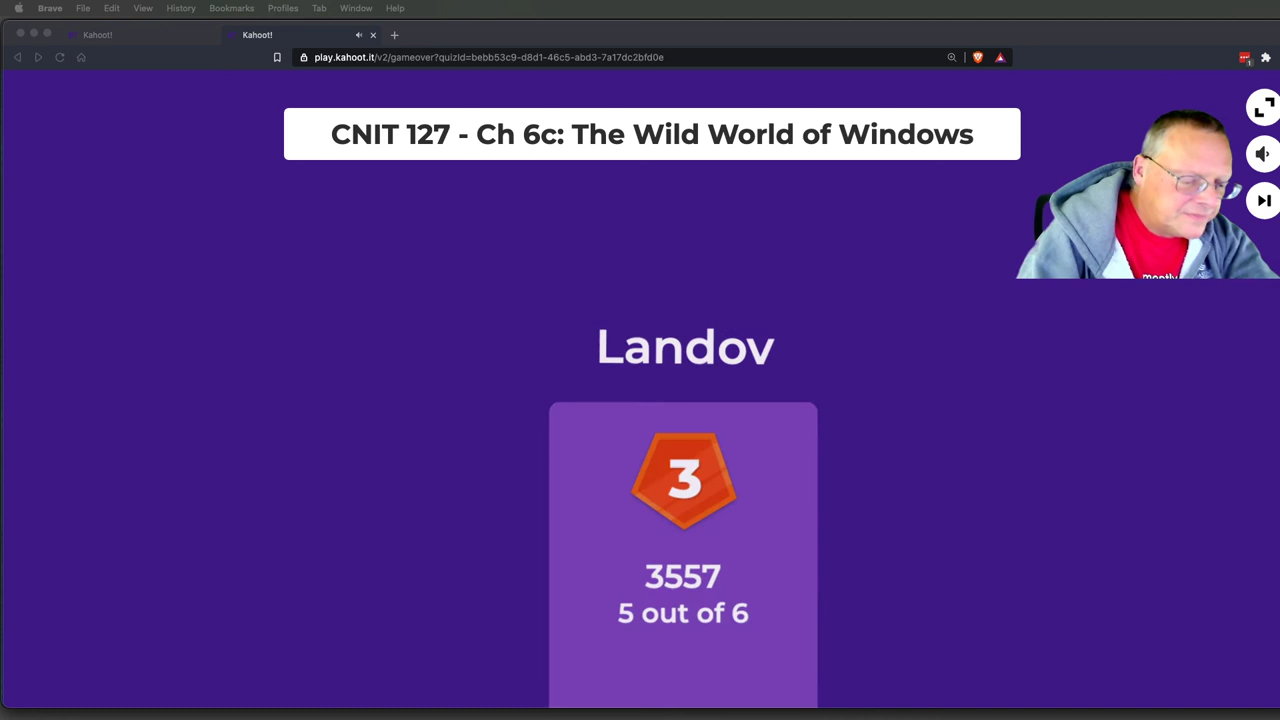 Brave File Edit View History Bookmarks Profiles Tab Window Help
Kahoot! Kahoot!
play.kahoot.it/v2/gameover?quizId=bebb53c9-d8d1-46c5-abd3-7a17dc2bfd0e
1
CNIT 127 - Ch 6c: The Wild World of Windows
Landov
3
3557
5 out of 6